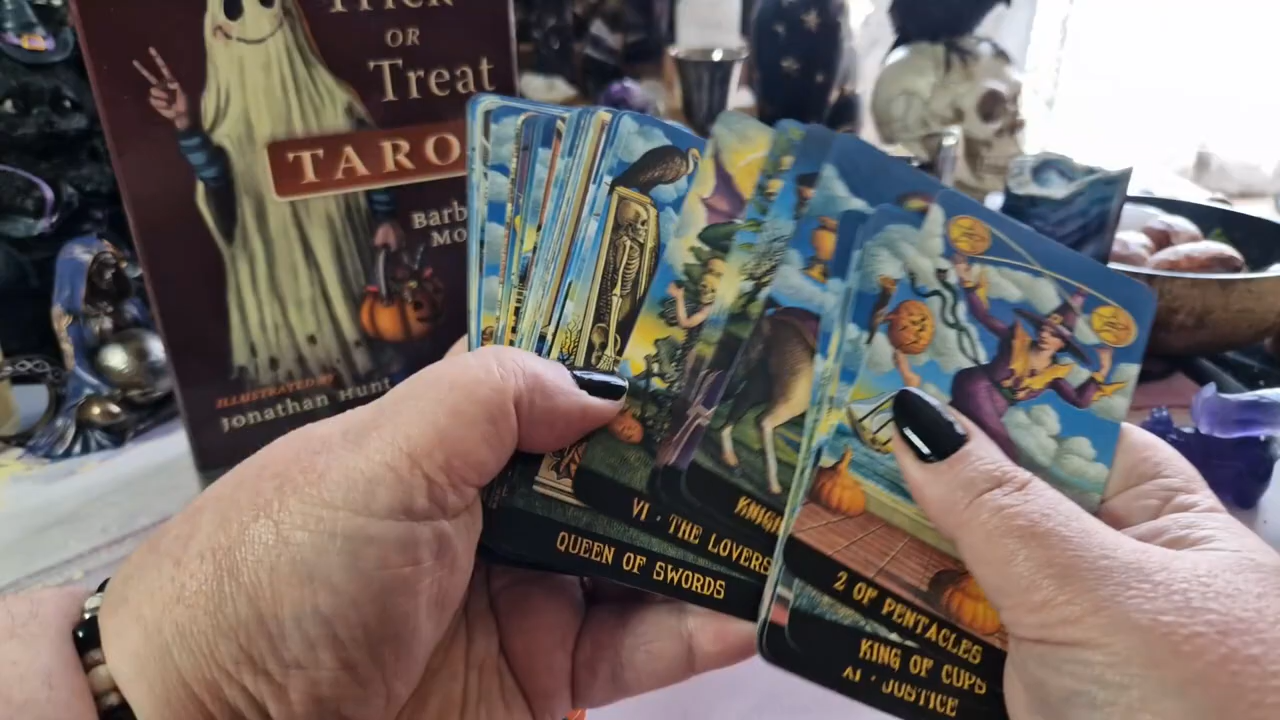 Trick
OR
Treat
TARO
Barb
Mo
ILLUSTRATED BY
Jonathan Hunt
VI · THE LOVERS
KNIGH
QUEEN OF SWORDS
2 OF PENTACLES
KING OF CUPS
XI · JUSTICE